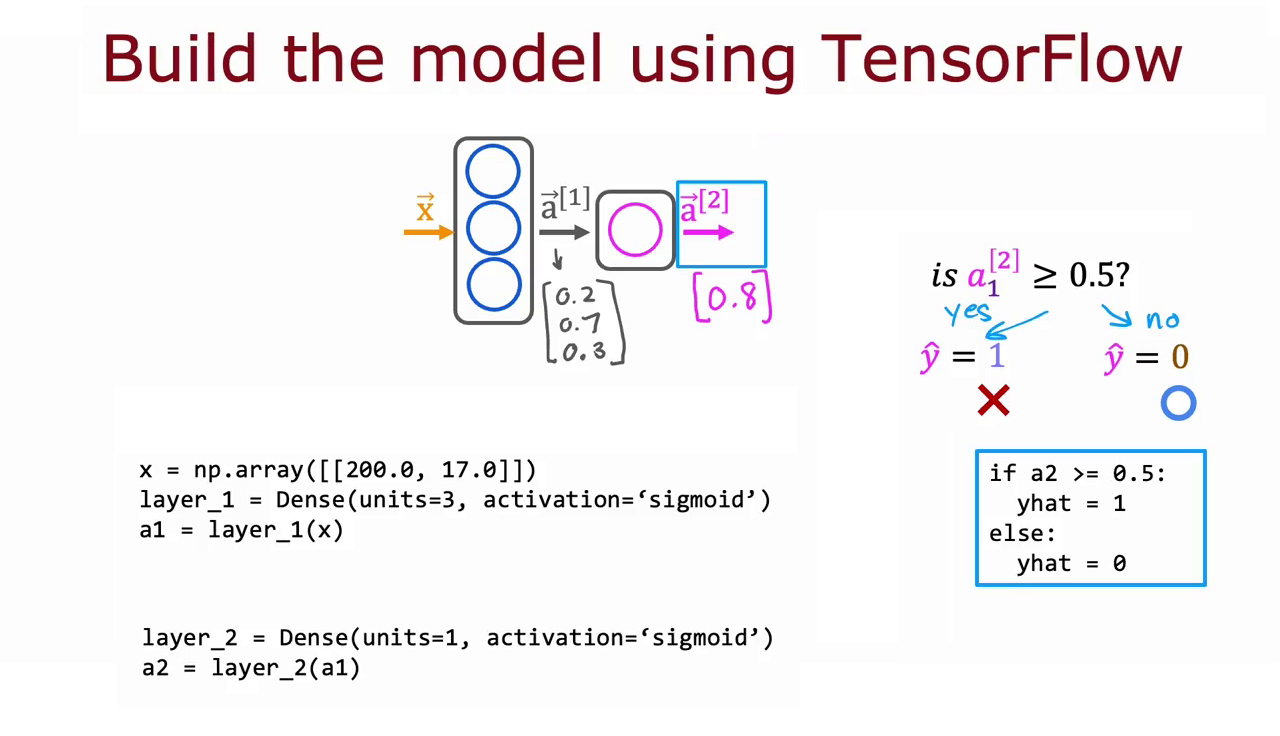 Build the model using TensorFlow
x⃗
a⃗[1]
a⃗[2]
0.2
0.7
0.3
[0.8]
is a₁[2] ≥ 0.5?
yes
no
ŷ = 1
ŷ = 0
x = np.array([[200.0, 17.0]])
layer_1 = Dense(units=3, activation=‘sigmoid’)
a1 = layer_1(x)
layer_2 = Dense(units=1, activation=‘sigmoid’)
a2 = layer_2(a1)
if a2 >= 0.5:
yhat = 1
else:
yhat = 0